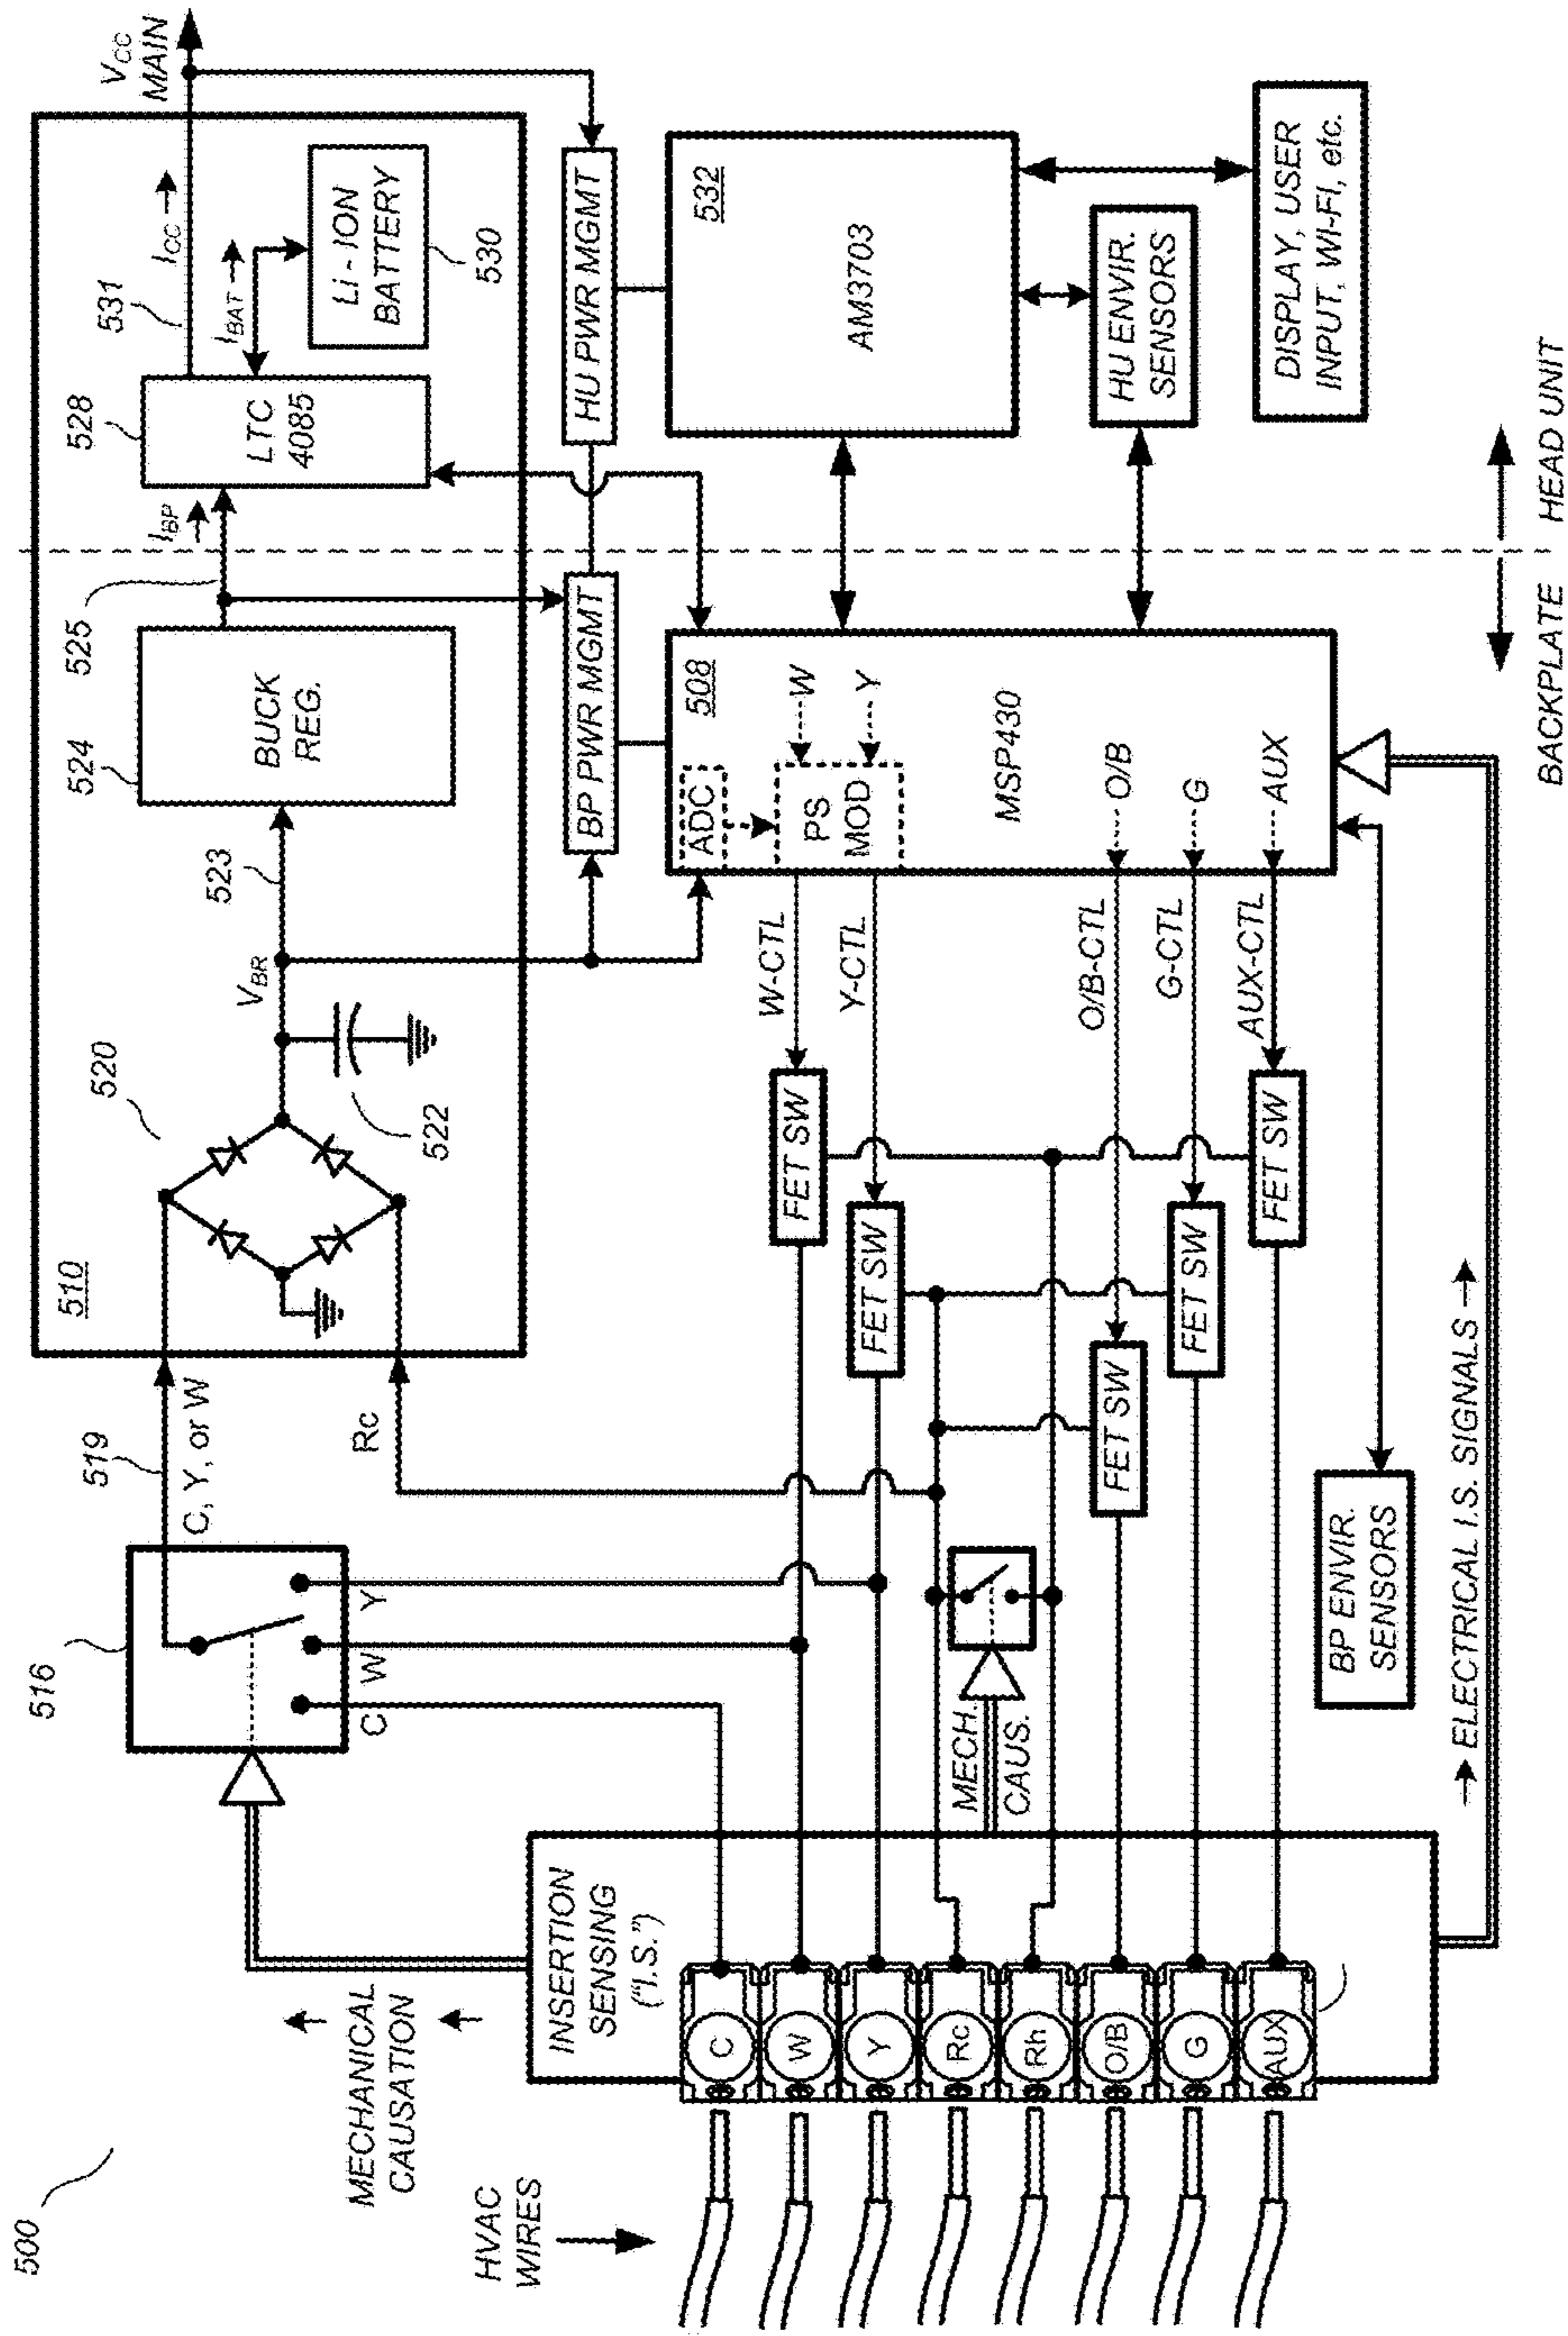 500
HVAC
WIRES
MECHANICAL
CAUSATION
INSERTION
SENSING
("I.S.")
C
W
Y
Rc
Rh
O/B
G
AUX
516
C
W
Y
519
C, Y, or W
Rc
MECH.
CAUS.
510
520
522
VBR
523
524
BUCK
REG.
525
IBP
528
LTC
4085
531
ICC
IBAT
Li - ION
BATTERY
530
VCC
MAIN
BP PWR MGMT
HU PWR MGMT
FET SW
FET SW
FET SW
FET SW
FET SW
W-CTL
Y-CTL
O/B-CTL
G-CTL
AUX-CTL
508
ADC
PS
MOD
W
Y
MSP430
O/B
G
AUX
532
AM3703
HU ENVIR.
SENSORS
DISPLAY, USER
INPUT, WI-FI, etc.
BP ENVIR.
SENSORS
→ ELECTRICAL I.S. SIGNALS →
BACKPLATE
HEAD UNIT